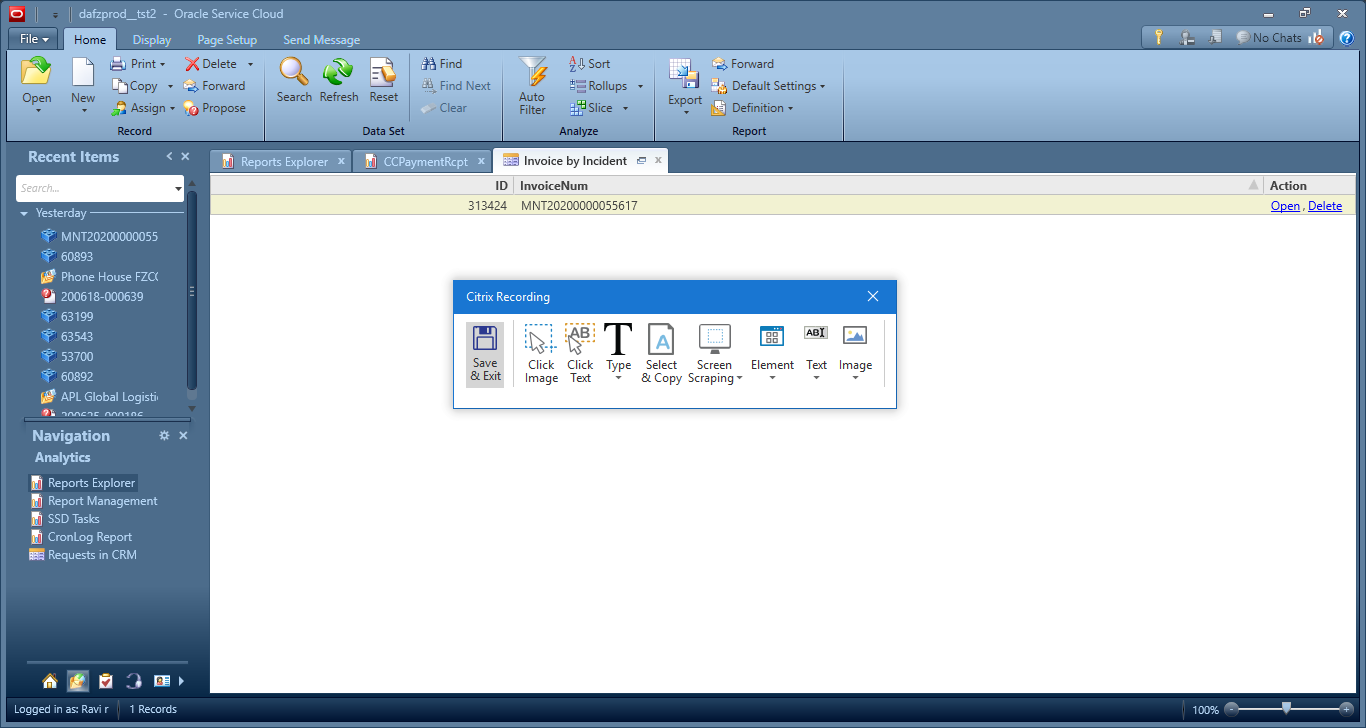 dafzprod__tst2 - Oracle Service Cloud
File
Home
Display
Page Setup
Send Message
No Chats
Open
New
Print
Copy
Assign
Delete
Forward
Propose
Record
Search
Refresh
Reset
Find
Find Next
Clear
Data Set
Auto
Filter
Sort
Rollups
Slice
Analyze
Export
Forward
Default Settings
Definition
Report
Recent Items
Search...
Yesterday
MNT20200000055
60893
Phone House FZCO
200618-000639
63199
63543
53700
60892
APL Global Logisti
200625-000186
Navigation
Analytics
Reports Explorer
Report Management
SSD Tasks
CronLog Report
Requests in CRM
Reports Explorer x
CCPaymentRcpt x
Invoice by Incident x
ID InvoiceNum Action
313424 MNT20200000055617 Open , Delete
Citrix Recording
Save
& Exit
Click
Image
AB
Click
Text
T
Type
A
Select
& Copy
Screen
Scraping
Element
AB
Text
Image
Logged in as: Ravi r
1 Records
100%